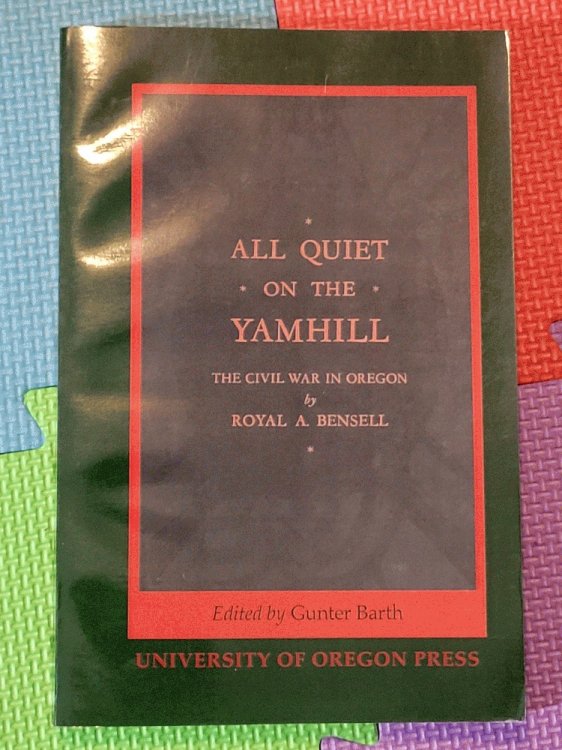 *
ALL QUIET
* ON THE *
YAMHILL
THE CIVIL WAR IN OREGON
by
ROYAL A. BENSELL
*
Edited by Gunter Barth
UNIVERSITY OF OREGON PRESS